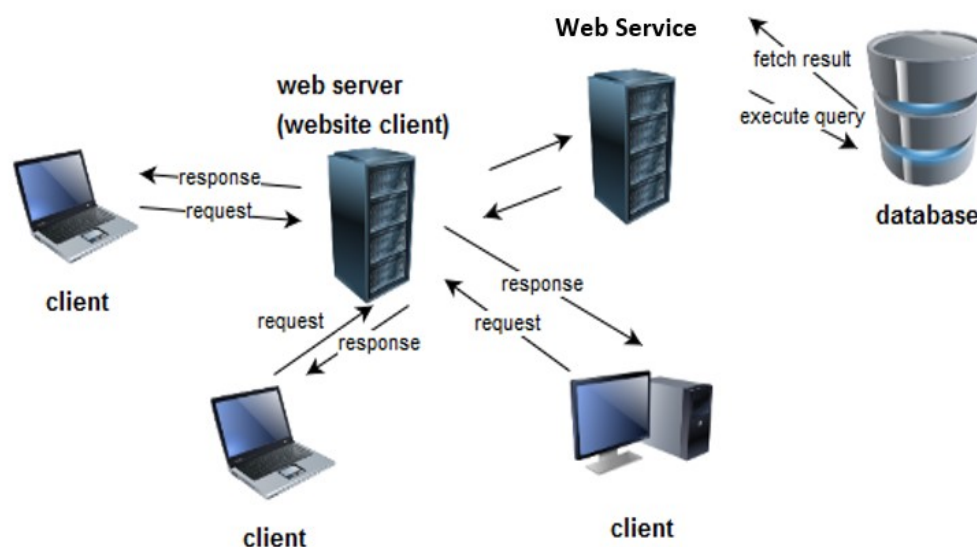 Web Service
fetch result
execute query
database
web server
(website client)
response
request
client
request
response
client
response
request
client